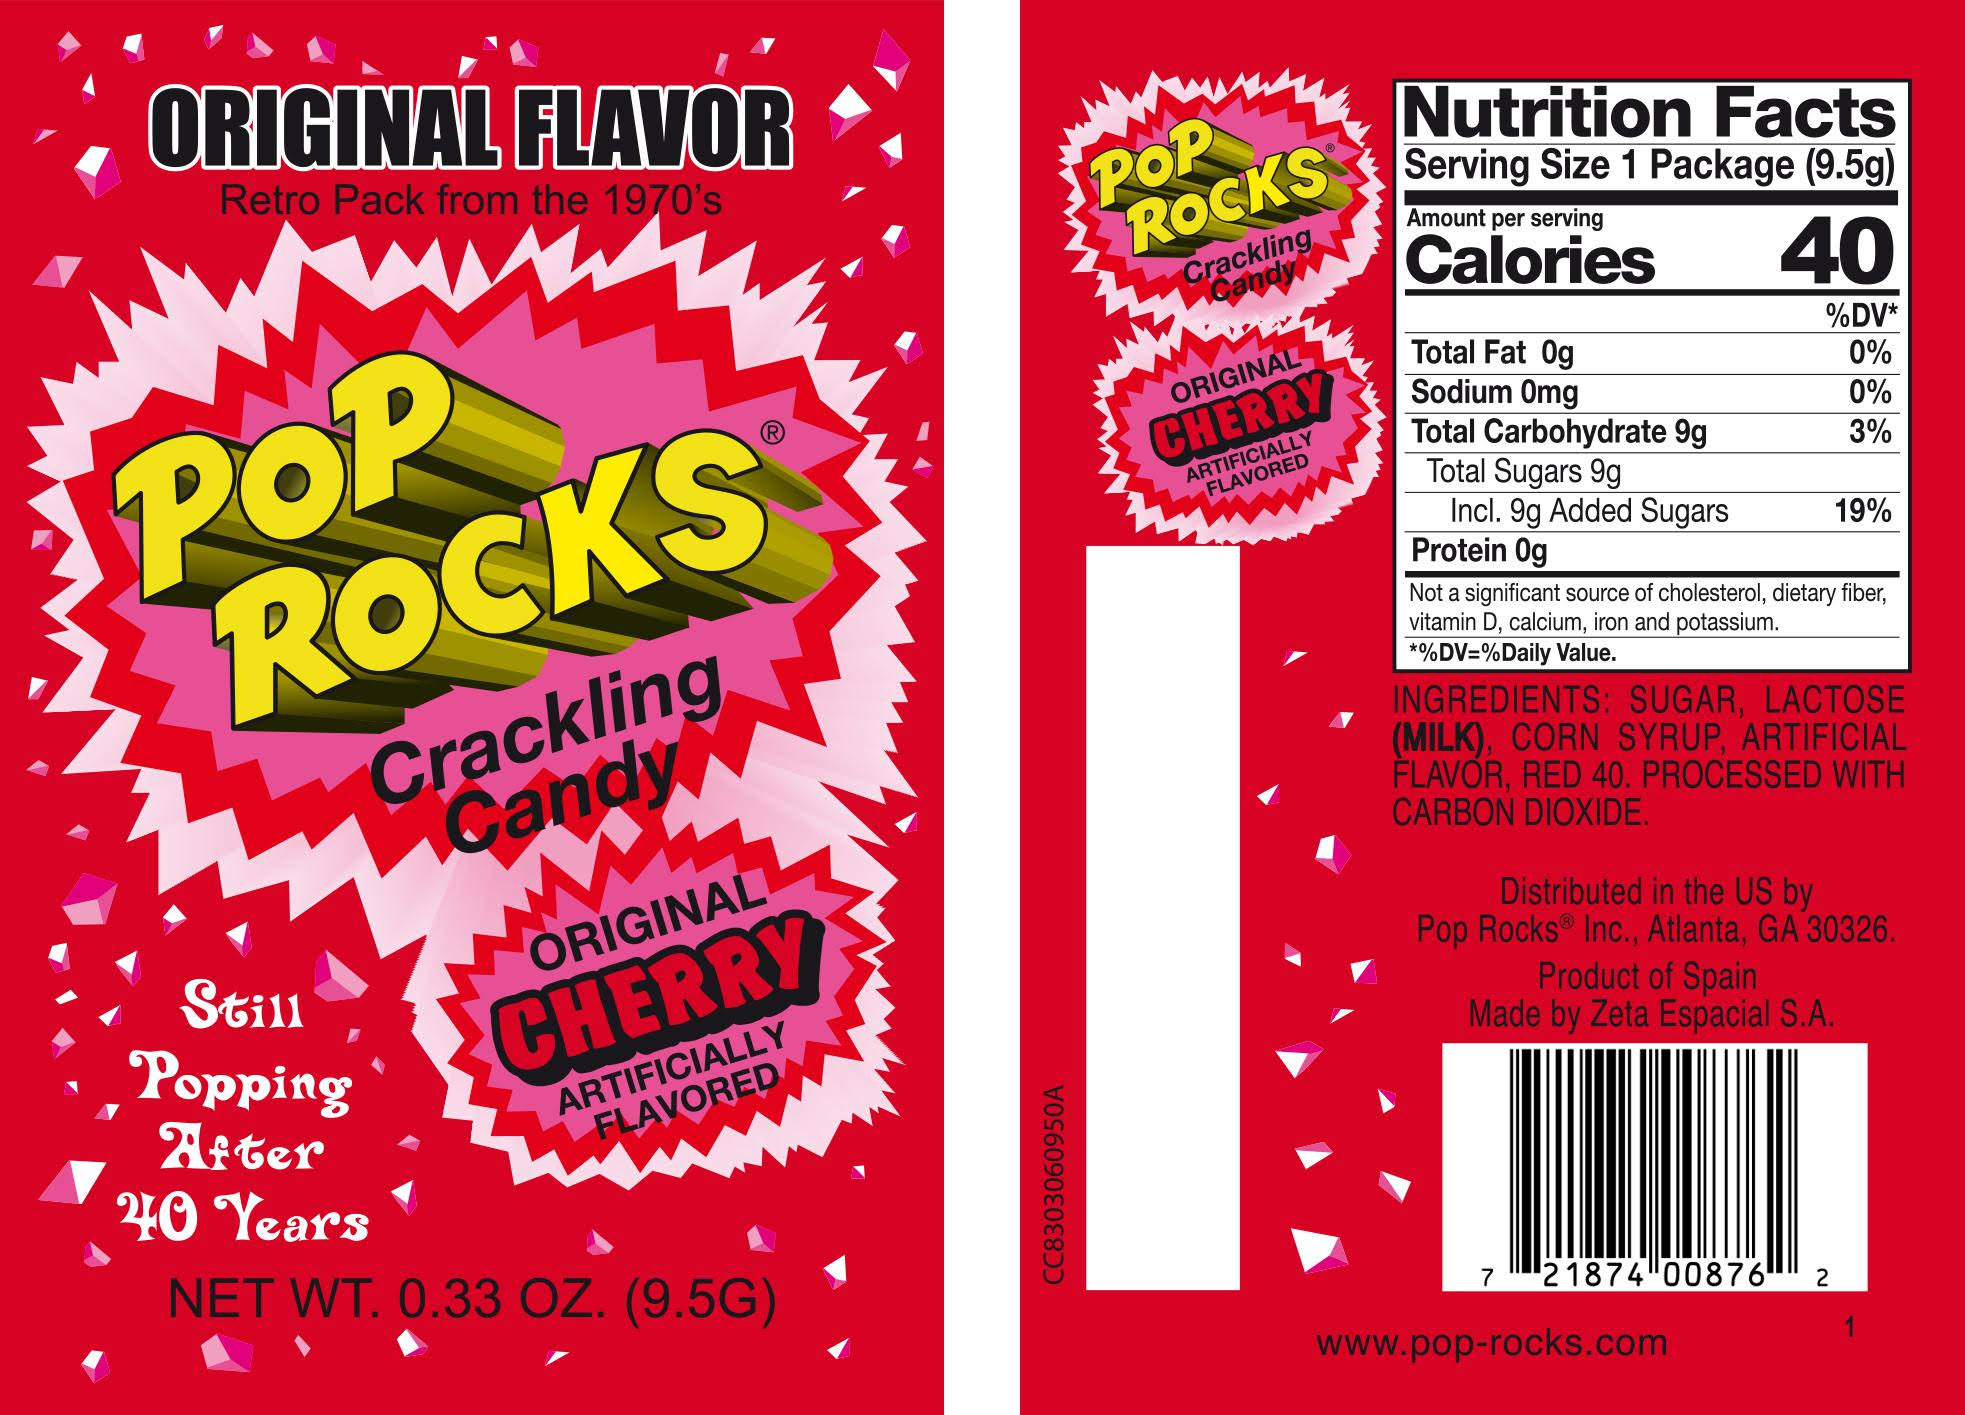 ORIGINAL FLAVOR
Retro Pack from the 1970's
POP
ROCKS®
Crackling
Candy
ORIGINAL
CHERRY
ARTIFICIALLY
FLAVORED
Still
Popping
After
40 Years
NET WT. 0.33 OZ. (9.5G)
POP
ROCKS®
Crackling
Candy
ORIGINAL
CHERRY
ARTIFICIALLY
FLAVORED
CC8303060950A
Nutrition Facts
Serving Size 1 Package (9.5g)
Amount per serving
Calories 40
%DV*
Total Fat 0g 0%
Sodium 0mg 0%
Total Carbohydrate 9g 3%
Total Sugars 9g
Incl. 9g Added Sugars 19%
Protein 0g
Not a significant source of cholesterol, dietary fiber,
vitamin D, calcium, iron and potassium.
*%DV=%Daily Value.
INGREDIENTS: SUGAR, LACTOSE
(MILK), CORN SYRUP, ARTIFICIAL
FLAVOR, RED 40. PROCESSED WITH
CARBON DIOXIDE.
Distributed in the US by
Pop Rocks® Inc., Atlanta, GA 30326.
Product of Spain
Made by Zeta Espacial S.A.
7 21874 00876 2
www.pop-rocks.com
1